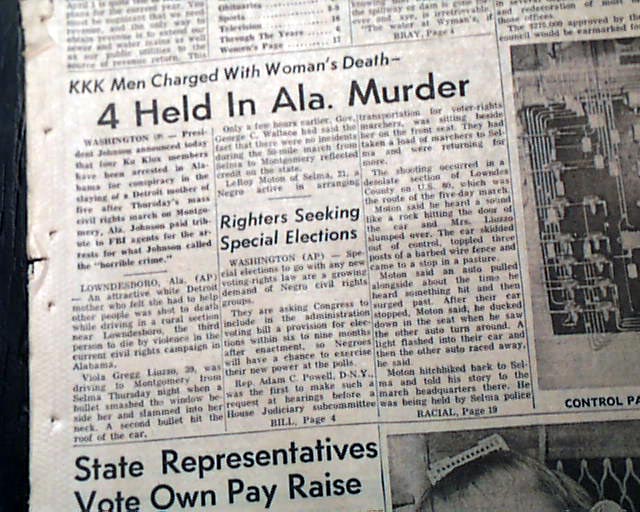 Obituaries
Sports
Television
Through The Years
Women's Page
BRAY, Page 4
KKK Men Charged With Woman's Death—
4 Held In Ala. Murder
WASHINGTON (P) — Presi-
dent Johnson announced today
that four Ku Klux members
have been arrested in Ala-
bama for conspiracy in the
slaying of a Detroit mother of
five after Thursday's mass
civil rights march on Montgo-
mery, Ala. Johnson paid trib-
ute to FBI agents for the ar-
rests for what Johnson called
the "horrible crime."
LOWNDESBORO, Ala. (AP)
— An attractive white Detroit
mother who felt she had to help
other people was shot to death
while driving in a rural section
near Lowndesboro, the third
person to die by violence in the
current civil rights campaign in
Alabama.
Viola Gregg Liuzzo, 39, was
driving to Montgomery from
Selma Thursday night when a
bullet smashed the window be-
side her and slammed into her
neck. A second bullet hit the
roof of the car.
Only a few hours earlier, Gov.
George C. Wallace had said the
fact that there were no incidents
during the 50-mile march from
Selma to Montgomery reflected
credit on the state.
LeRoy Moton of Selma, 21, a
Negro active in arranging
Righters Seeking
Special Elections
WASHINGTON (AP) — Spe-
cial elections to go with any new
voting-rights law are a growing
demand of Negro civil rights
groups.
They are asking Congress to
include in the administration
voting bill a provision for elec-
tions within six to nine months
after enactment, so Negroes
will have a chance to exercise
their new power at the polls.
Rep. Adam C. Powell, D-N.Y.,
was the first to make such a
request at hearings before a
House Judiciary subcommittee
BILL, Page 4
transportation for voter-rights
marchers, was sitting beside
her on the front seat. They had
taken a load of marchers to Sel-
ma and were returning for
more.
The shooting occurred in a
desolate section of Lowndes
County on U.S. 80, which was
the route of the five-day march.
Moton said he heard a sound
like a rock hitting the door of
the car and Mrs. Liuzzo
slumped over. The car skidded
out of control, toppled three
posts of a barbed wire fence and
came to a stop in a pasture.
Moton said an auto pulled
alongside about the time he
heard something hit and then
surged past. After their car
stopped, Moton said, he ducked
down in the seat when he saw
the other auto turn around. A
light flashed into their car and
then the other auto raced away,
he said.
Moton hitchhiked back to Sel-
ma and told his story to the
march headquarters there. He
was being held by Selma police
RACIAL, Page 19
CONTROL PA
State Representatives
Vote Own Pay Raise